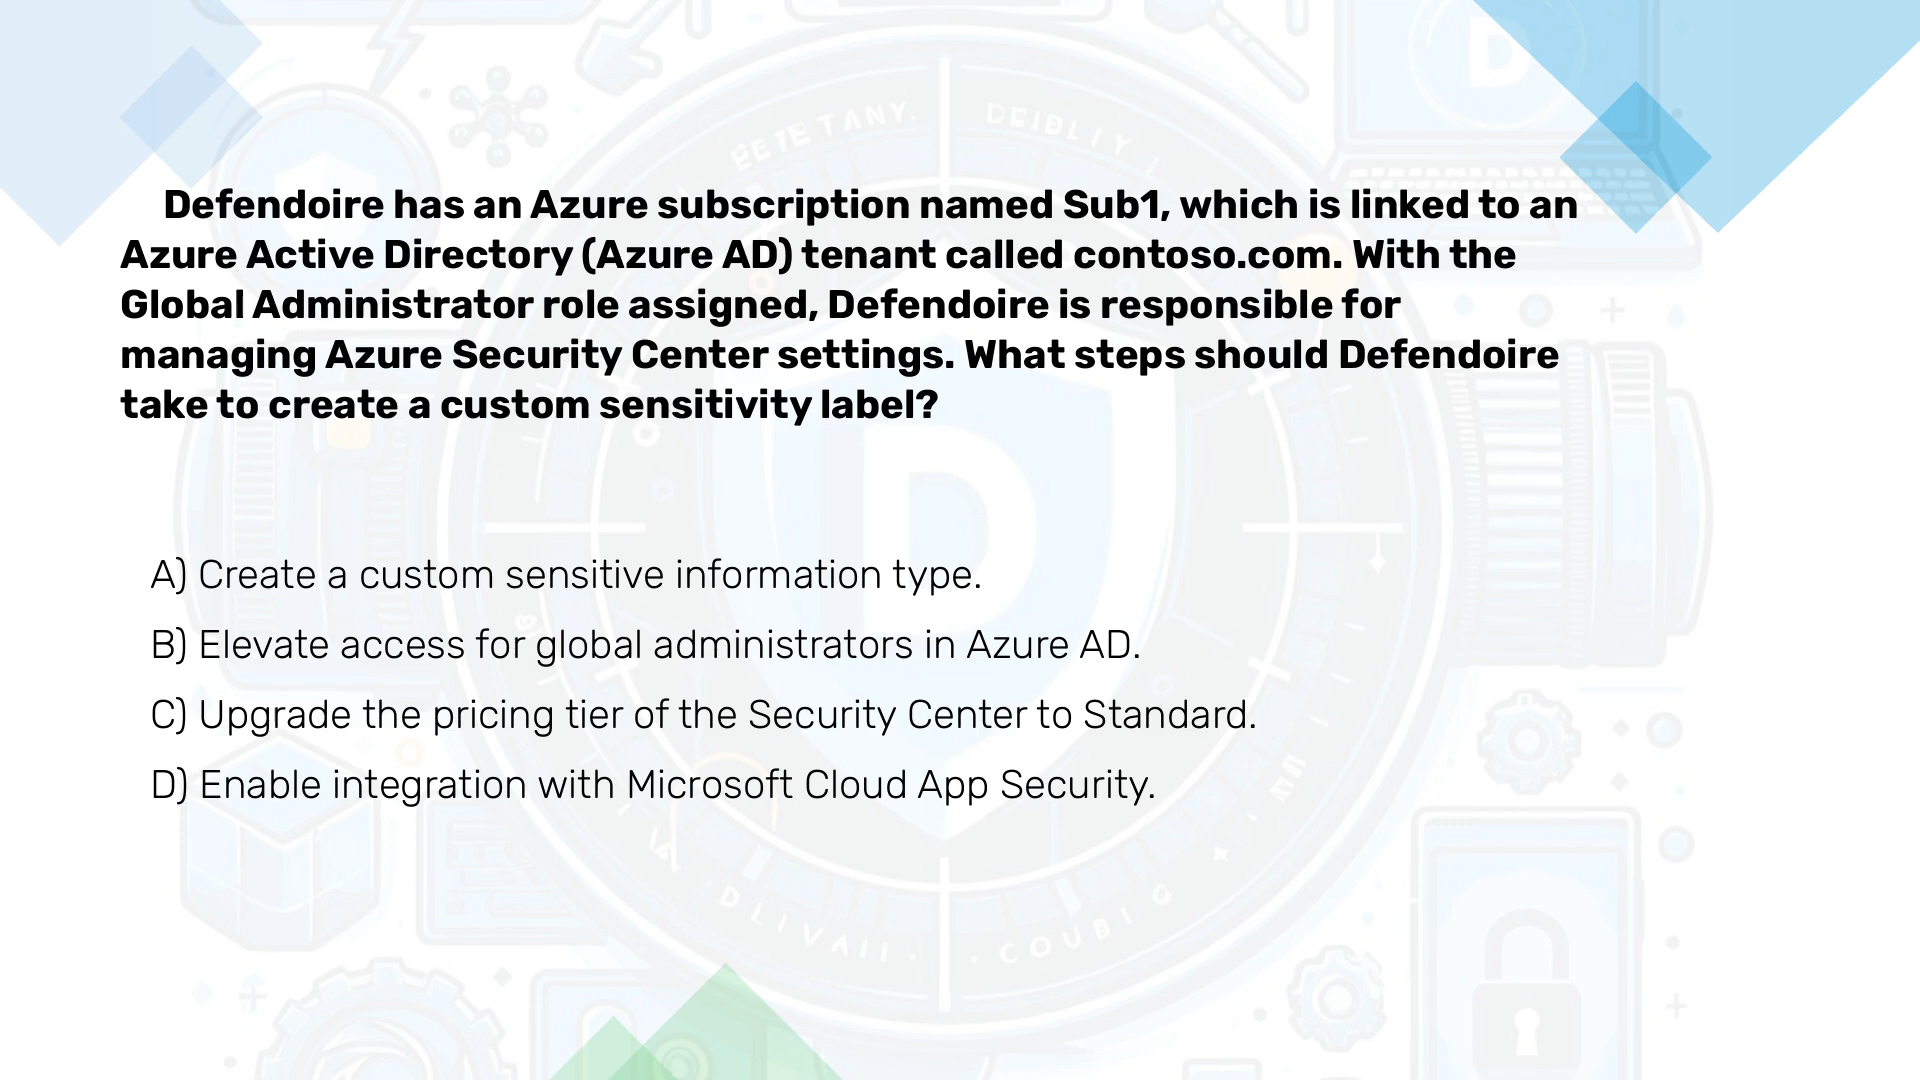 Defendoire has an Azure subscription named Sub1, which is linked to an
Azure Active Directory (Azure AD) tenant called contoso.com. With the
Global Administrator role assigned, Defendoire is responsible for
managing Azure Security Center settings. What steps should Defendoire
take to create a custom sensitivity label?
A) Create a custom sensitive information type.
B) Elevate access for global administrators in Azure AD.
C) Upgrade the pricing tier of the Security Center to Standard.
D) Enable integration with Microsoft Cloud App Security.
D
D